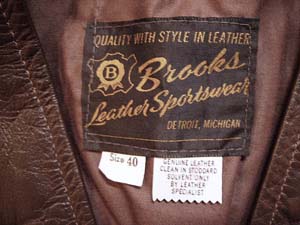 QUALITY WITH STYLE IN LEATHER
B
Brooks
Leather Sportswear
DETROIT, MICHIGAN
Size 40
GENUINE LEATHER
CLEAN IN STODDARD
SOLVENT ONLY
BY LEATHER
SPECIALIST